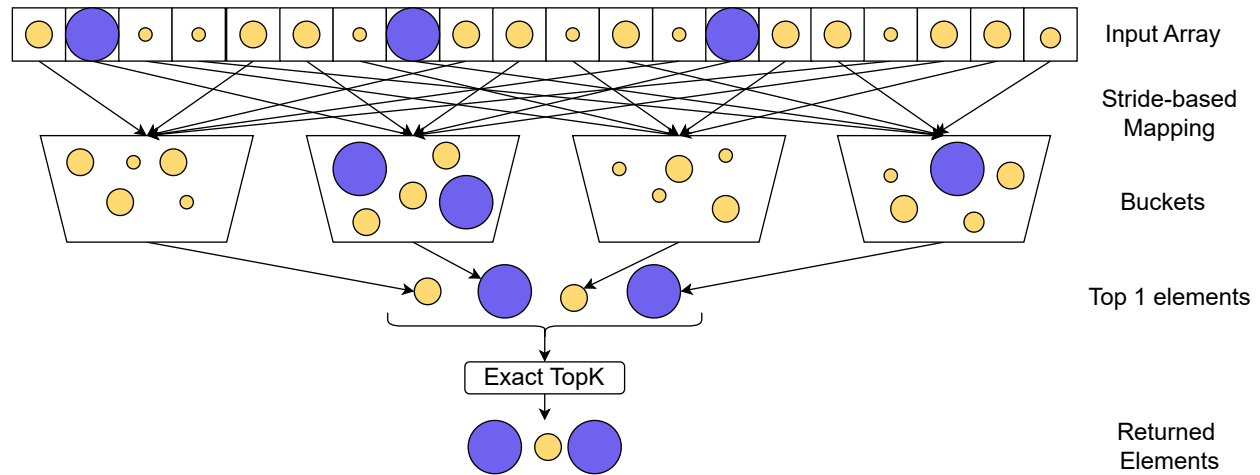 Input Array
Stride-based
Mapping
Buckets
Top 1 elements
Exact TopK
Returned
Elements